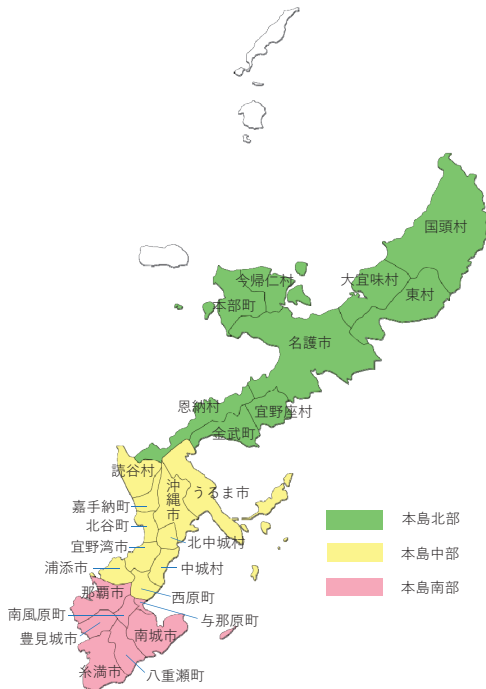 国頭村
大宜味村
今帰仁村
東村
本部町
名護市
恩納村
宜野座村
金武町
読谷村
沖縄市
うるま市
嘉手納町
北谷町
北中城村
宜野湾市
中城村
浦添市
那覇市
西原町
南風原町
与那原町
豊見城市
南城市
糸満市
八重瀬町
本島北部
本島中部
本島南部